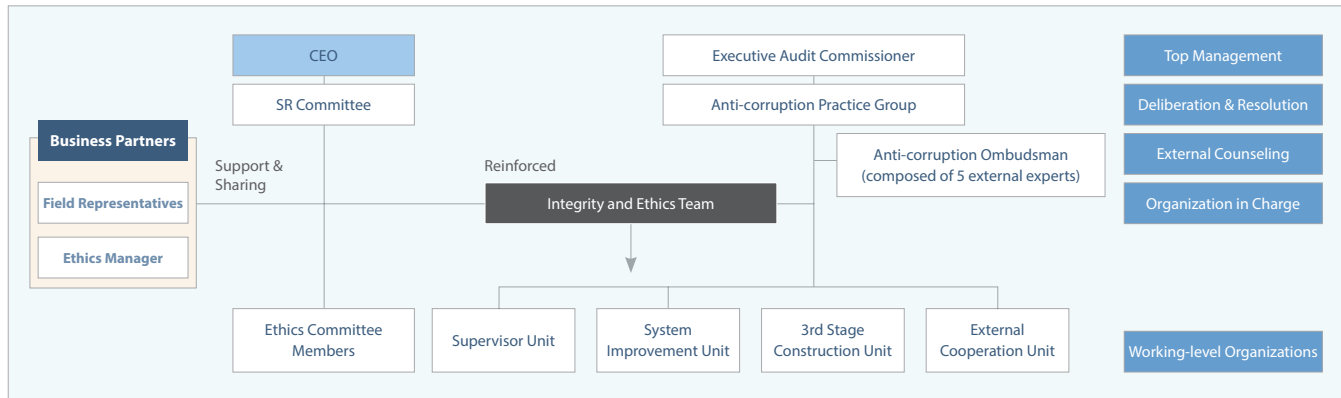 CEO
Executive Audit Commissioner
Top Management
SR Committee
Anti-corruption Practice Group
Deliberation & Resolution
Business Partners
Support &
Sharing
Reinforced
Anti-corruption Ombudsman
(composed of 5 external experts)
External Counseling
Field Representatives
Integrity and Ethics Team
Organization in Charge
Ethics Manager
Ethics Committee
Members
Supervisor Unit
System
Improvement Unit
3rd Stage
Construction Unit
External
Cooperation Unit
Working-level Organizations